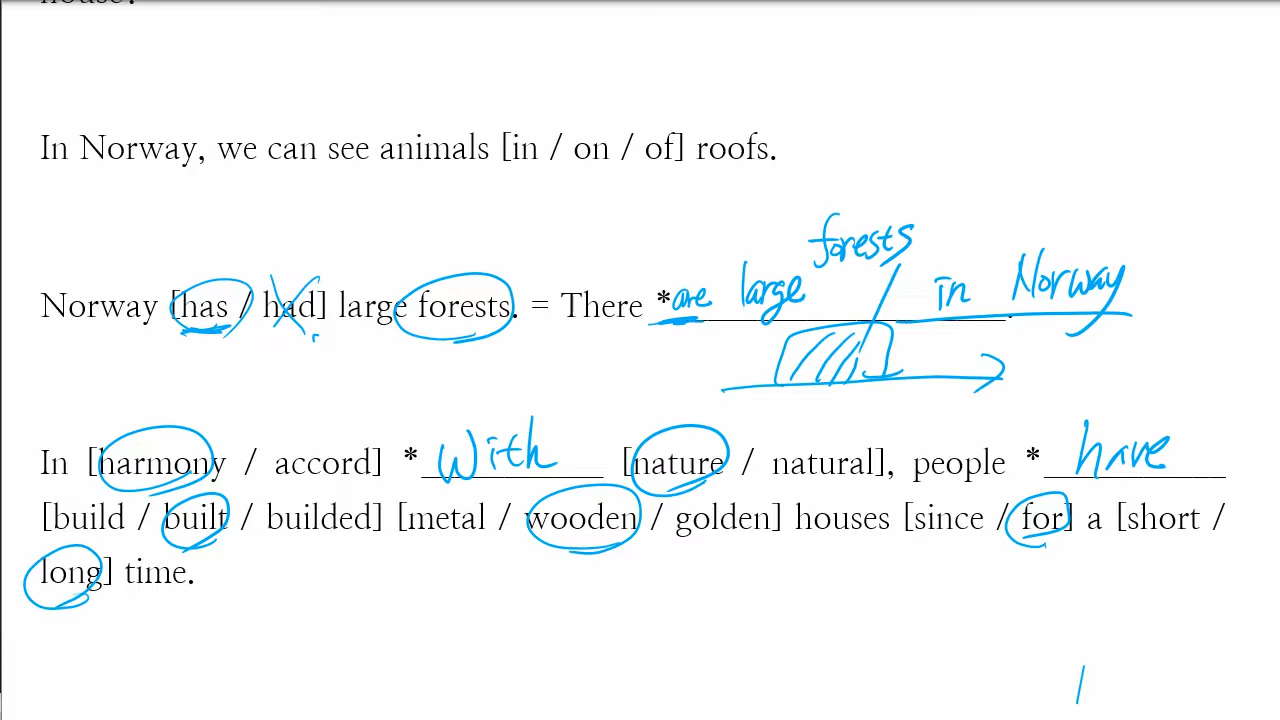 house?
In Norway, we can see animals [in / on / of] roofs.
forests
Norway [has / had] large forests. = There *are large in Norway.
In [harmony / accord] * with [nature / natural], people * have
[build / built / builded] [metal / wooden / golden] houses [since / for] a [short /
long] time.